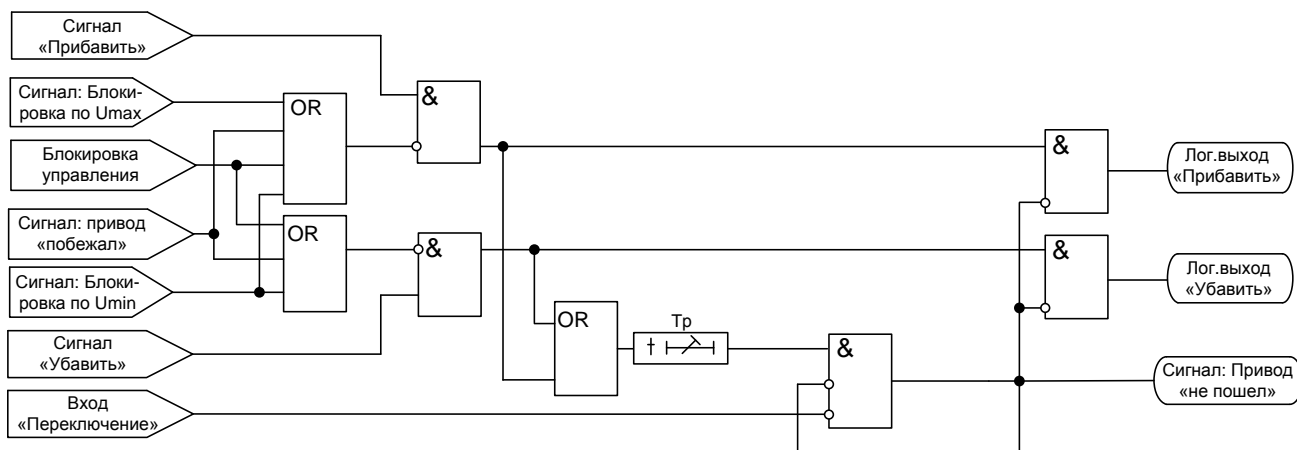 Сигнал
«Прибавить»
Сигнал: Блоки-
ровка по Umax
Блокировка
управления
Сигнал: привод
«побежал»
Сигнал: Блоки-
ровка по Umin
Сигнал
«Убавить»
Вход
«Переключение»
OR
OR
&
&
OR
Тр
&
&
&
Лог.выход
«Прибавить»
Лог.выход
«Убавить»
Сигнал: Привод
«не пошел»